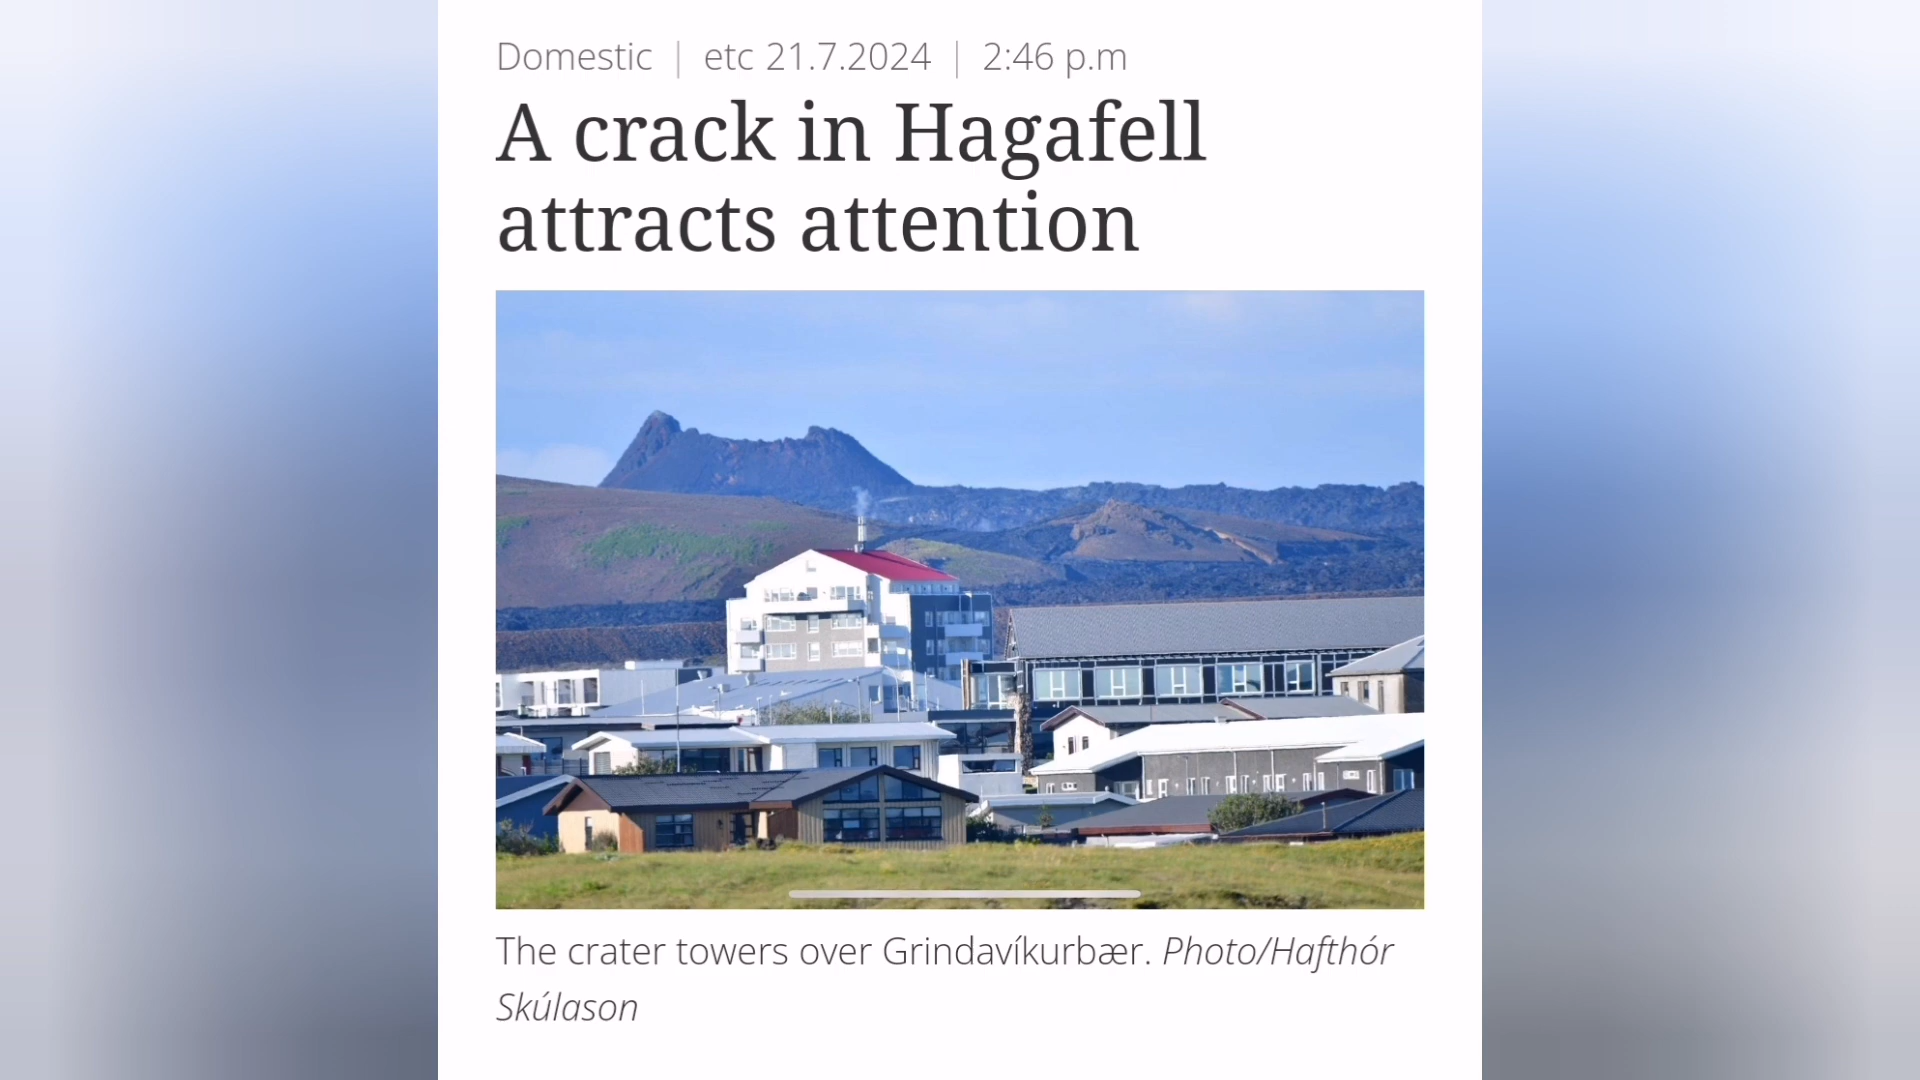 Domestic | etc 21.7.2024 | 2:46 p.m
A crack in Hagafell
attracts attention
The crater towers over Grindavíkurbær. Photo/Hafthór
Skúlason